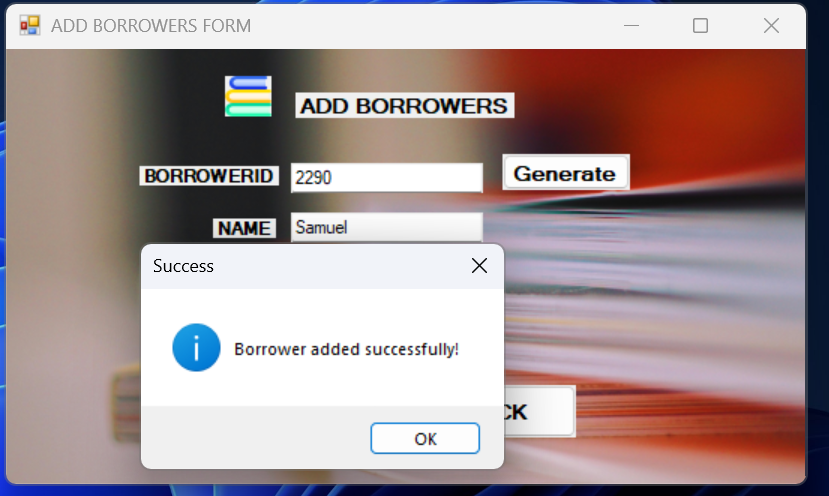 ADD BORROWERS FORM
ADD BORROWERS
BORROWERID 2290 Generate
NAME Samuel
Success
Borrower added successfully!
CK
OK